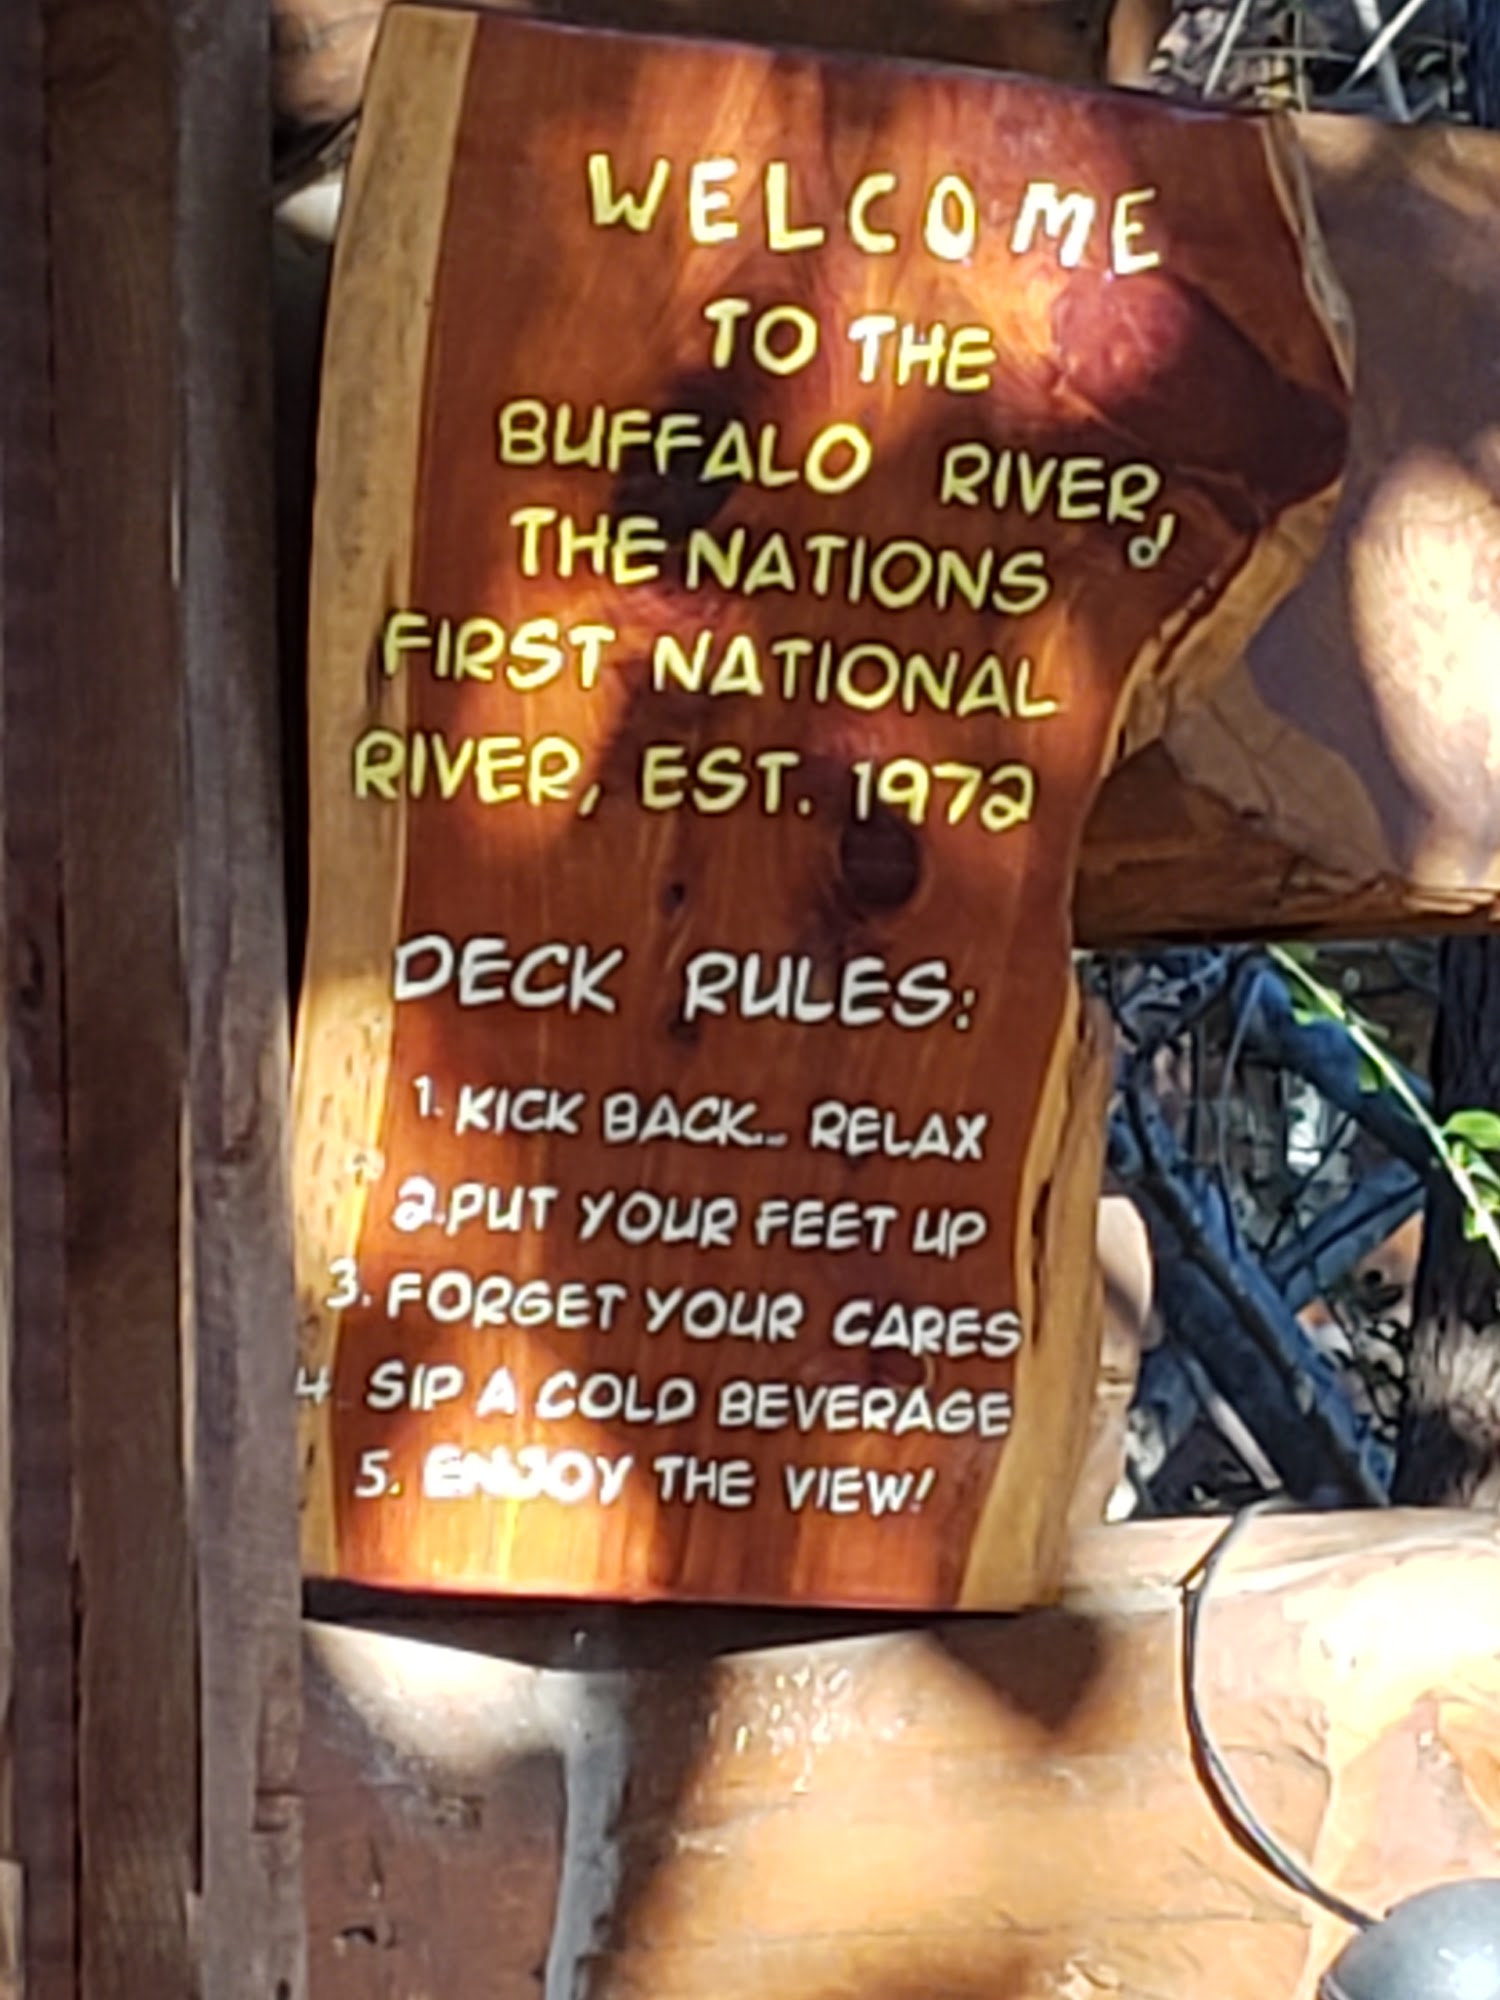 WELCOME
TO THE
BUFFALO RIVER,
THE NATIONS
FIRST NATIONAL
RIVER, EST. 1972
DECK RULES:
1. KICK BACK... RELAX
2. PUT YOUR FEET UP
3. FORGET YOUR CARES
4 SIP A COLD BEVERAGE
5. ENJOY THE VIEW!